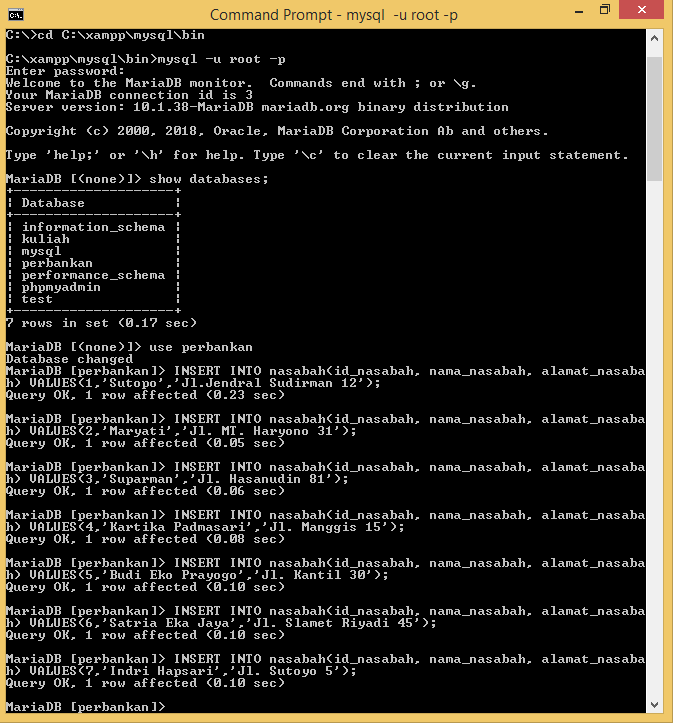 Command Prompt - mysql -u root -p
C:\>cd C:\xampp\mysql\bin
C:\xampp\mysql\bin>mysql -u root -p
Enter password:
Welcome to the MariaDB monitor.  Commands end with ; or \g.
Your MariaDB connection id is 3
Server version: 10.1.38-MariaDB mariadb.org binary distribution
Copyright (c) 2000, 2018, Oracle, MariaDB Corporation Ab and others.
Type 'help;' or '\h' for help. Type '\c' to clear the current input statement.
MariaDB [(none)]> show databases;
+--------------------+
| Database           |
+--------------------+
| information_schema |
| kuliah             |
| mysql              |
| perbankan          |
| performance_schema |
| phpmyadmin         |
| test               |
+--------------------+
7 rows in set (0.17 sec)
MariaDB [(none)]> use perbankan
Database changed
MariaDB [perbankan]> INSERT INTO nasabah(id_nasabah, nama_nasabah, alamat_nasaba
h) VALUES(1,'Sutopo','Jl.Jendral Sudirman 12');
Query OK, 1 row affected (0.23 sec)
MariaDB [perbankan]> INSERT INTO nasabah(id_nasabah, nama_nasabah, alamat_nasaba
h) VALUES(2,'Maryati','Jl. MT. Haryono 31');
Query OK, 1 row affected (0.05 sec)
MariaDB [perbankan]> INSERT INTO nasabah(id_nasabah, nama_nasabah, alamat_nasaba
h) VALUES(3,'Suparman','Jl. Hasanudin 81');
Query OK, 1 row affected (0.06 sec)
MariaDB [perbankan]> INSERT INTO nasabah(id_nasabah, nama_nasabah, alamat_nasaba
h) VALUES(4,'Kartika Padmasari','Jl. Manggis 15');
Query OK, 1 row affected (0.08 sec)
MariaDB [perbankan]> INSERT INTO nasabah(id_nasabah, nama_nasabah, alamat_nasaba
h) VALUES(5,'Budi Eko Prayogo','Jl. Kantil 30');
Query OK, 1 row affected (0.10 sec)
MariaDB [perbankan]> INSERT INTO nasabah(id_nasabah, nama_nasabah, alamat_nasaba
h) VALUES(6,'Satria Eka Jaya','Jl. Slamet Riyadi 45');
Query OK, 1 row affected (0.10 sec)
MariaDB [perbankan]> INSERT INTO nasabah(id_nasabah, nama_nasabah, alamat_nasaba
h) VALUES(7,'Indri Hapsari','Jl. Sutoyo 5');
Query OK, 1 row affected (0.10 sec)
MariaDB [perbankan]>